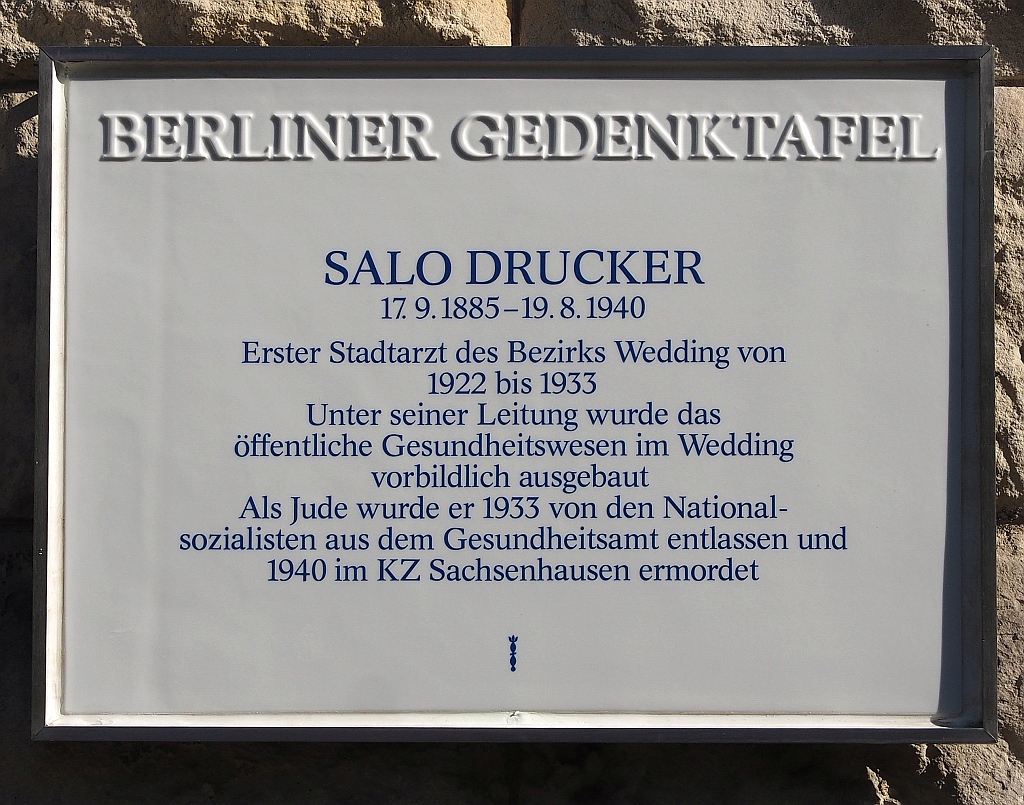 BERLINER GEDENKTAFEL
SALO DRUCKER
17. 9. 1885 – 19. 8. 1940
Erster Stadtarzt des Bezirks Wedding von
1922 bis 1933
Unter seiner Leitung wurde das
öffentliche Gesundheitswesen im Wedding
vorbildlich ausgebaut
Als Jude wurde er 1933 von den National-
sozialisten aus dem Gesundheitsamt entlassen und
1940 im KZ Sachsenhausen ermordet